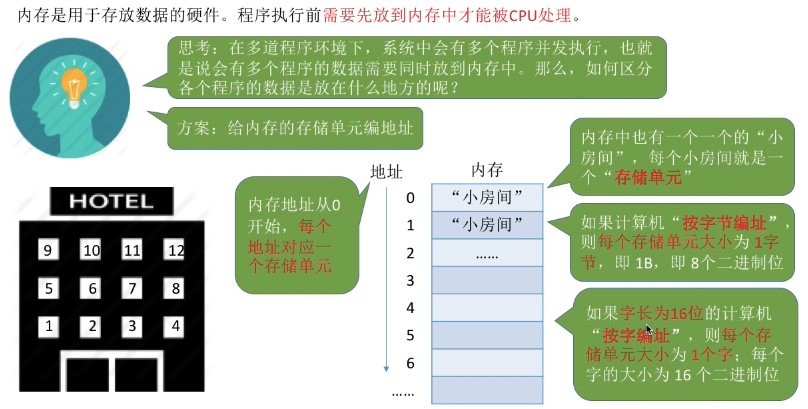 内存是用于存放数据的硬件。程序执行前需要先放到内存中才能被CPU处理。
思考：在多道程序环境下，系统中会有多个程序并发执行，也就
是说会有多个程序的数据需要同时放到内存中。那么，如何区分
各个程序的数据是放在什么地方的呢？
方案：给内存的存储单元编地址
HOTEL
9 10 11 12
5 6 7 8
1 2 3 4
内存地址从0
开始，每个
地址对应一
个存储单元
地址
内存
0 “小房间”
1 “小房间”
2 ……
3
4
5
6
……
内存中也有一个一个的“小
房间”，每个小房间就是一
个“存储单元”
如果计算机“按字节编址”，
则每个存储单元大小为 1字
节，即 1B，即 8个二进制位
如果字长为16位的计算机
“按字编址”，则每个存
储单元大小为 1个字；每个
字的大小为 16 个二进制位